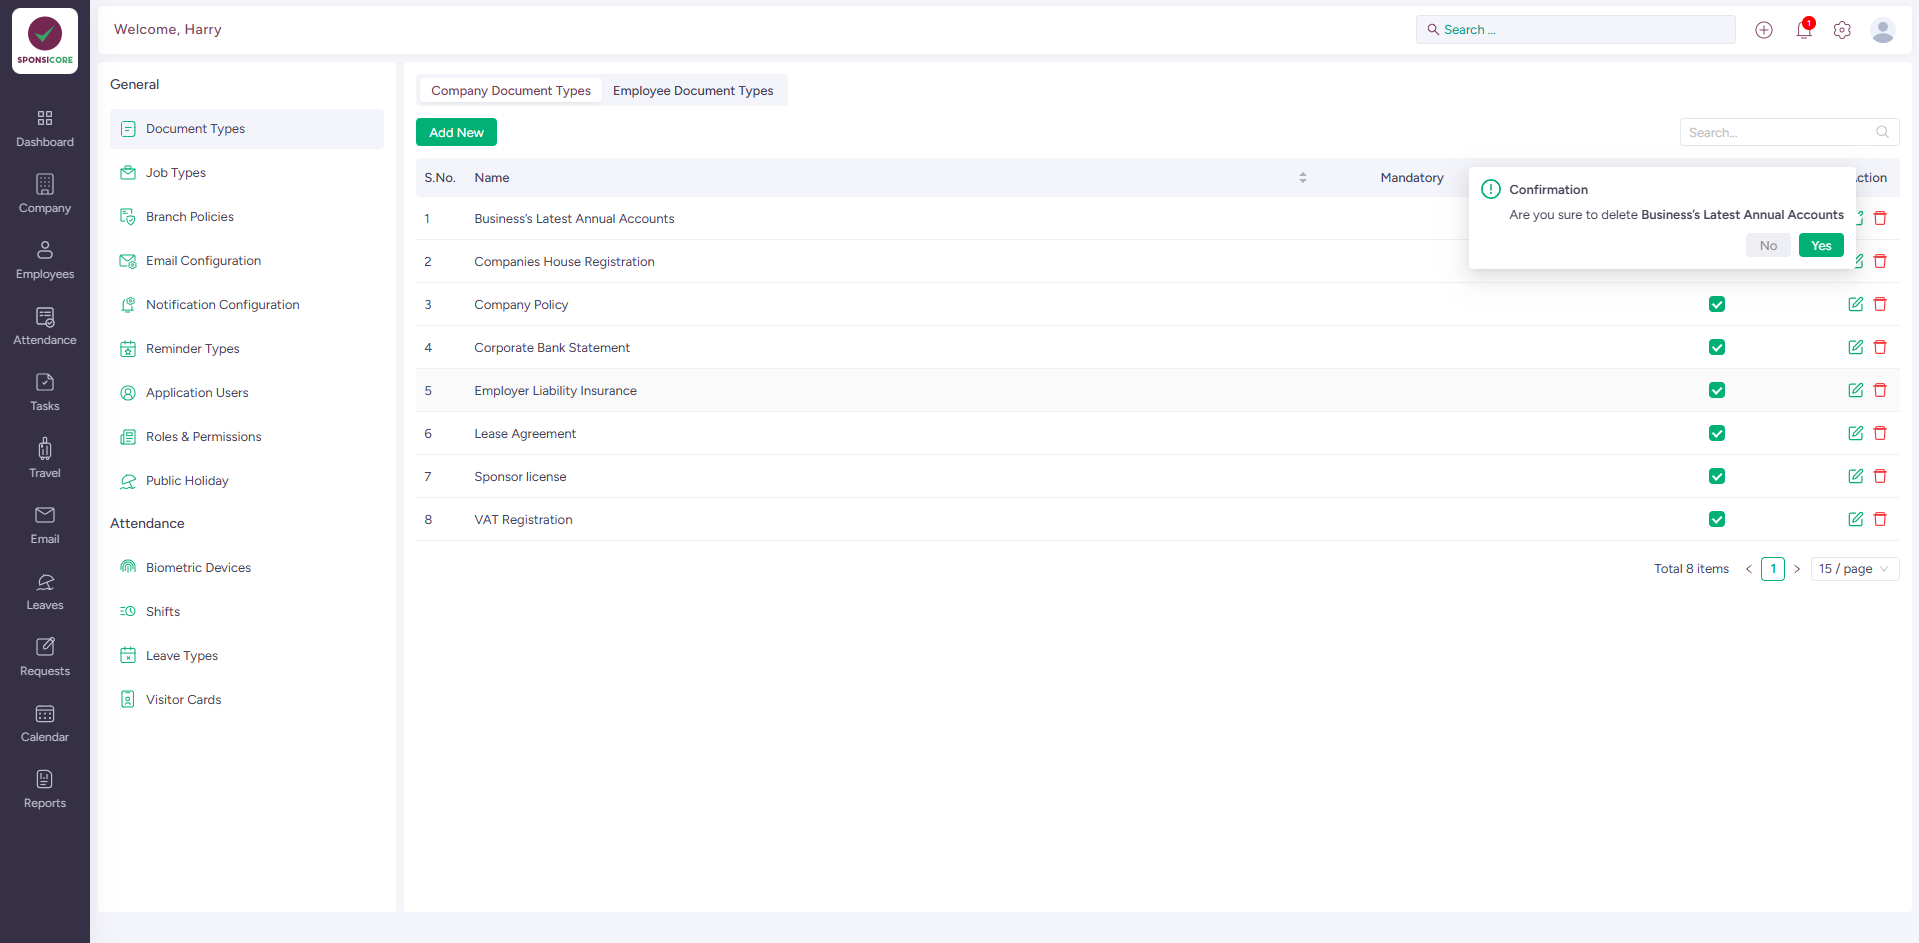 SPONSICORE
Dashboard
Company
Employees
Attendance
Tasks
Travel
Email
Leaves
Requests
Calendar
Reports
Welcome, Harry
Search ...
1
General
Document Types
Job Types
Branch Policies
Email Configuration
Notification Configuration
Reminder Types
Application Users
Roles & Permissions
Public Holiday
Attendance
Biometric Devices
Shifts
Leave Types
Visitor Cards
Company Document Types Employee Document Types
Add New
Search...
S.No. Name Mandatory ction
1 Business’s Latest Annual Accounts
2 Companies House Registration
3 Company Policy
4 Corporate Bank Statement
5 Employer Liability Insurance
6 Lease Agreement
7 Sponsor license
8 VAT Registration
Confirmation
Are you sure to delete Business’s Latest Annual Accounts
No Yes
Total 8 items < 1 > 15 / page